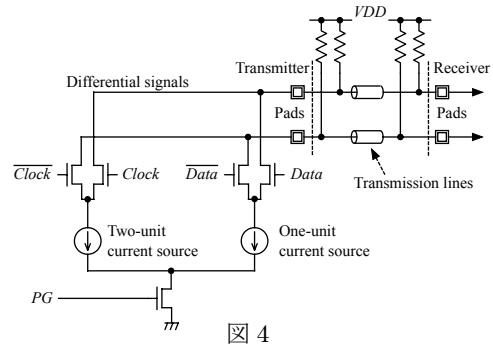 VDD
Transmitter
Receiver
Differential signals
Pads
Pads
Clock
Clock
Data
Data
Transmission lines
Two-unit
current source
One-unit
current source
PG
図 4